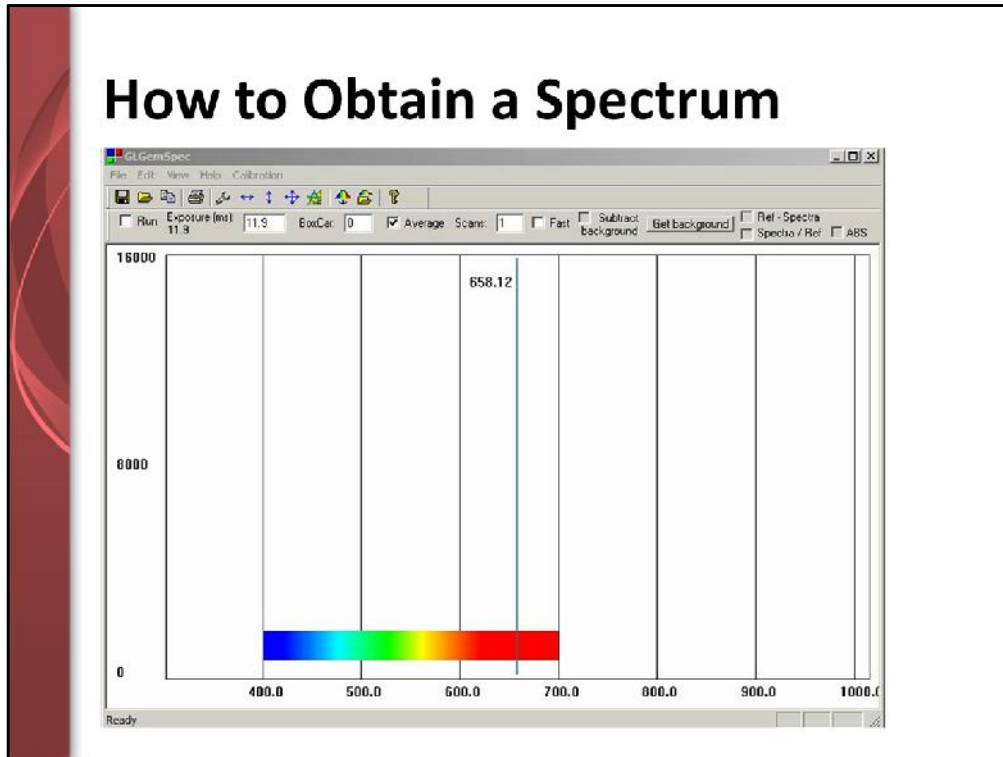 How to Obtain a Spectrum
GLGemSpec
File Edit View Help Calibration
Run Exposure (ms): 11.9 BoxCar: 0 Average Scans: 1 Fast Subtract background Get background Ref - Spectra
11.9 Spectra / Ref ABS
16000
658.12
8000
0
400.0 500.0 600.0 700.0 800.0 900.0 1000.0
Ready